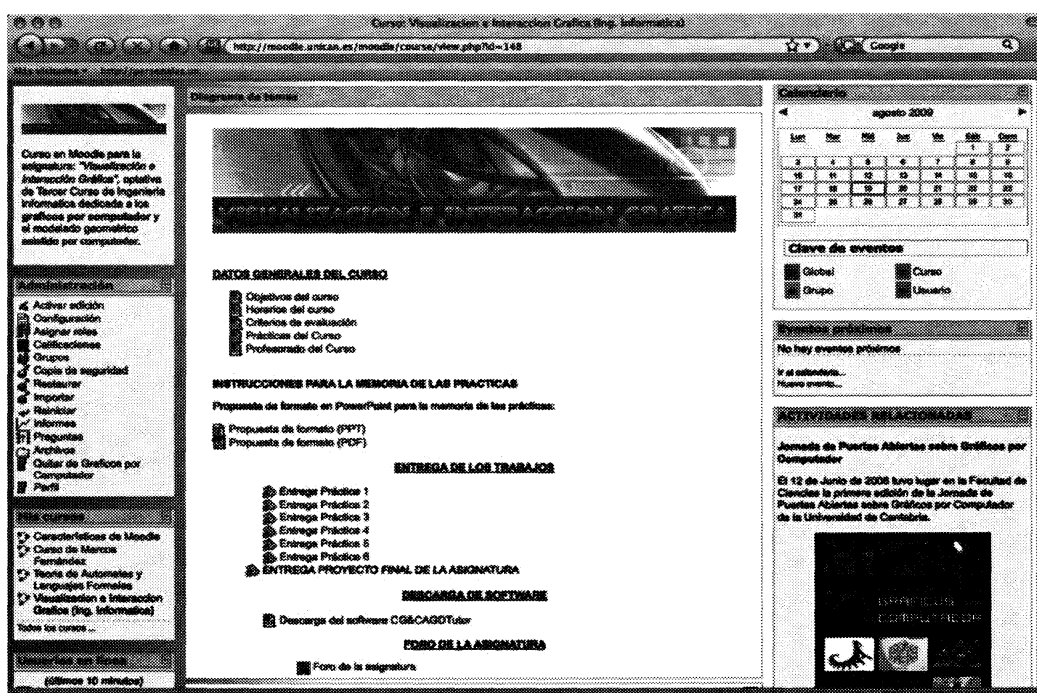 Curso: Visualizacion e Interaccion Grafica (Ing. Informatica)
http://moodle.unican.es/moodle/course/view.php?id=148
Google
Más visitados
Diagrama de temas
Curso en Moodle para la
asignatura: "Visualización e
Interacción Gráfica", optativa
de Tercer Curso de Ingenieria
Informatica dedicada a los
graficos por computador y
el modelado geometrico
asistido por computador.
Administración
Activar edición
Configuración
Asignar roles
Calificaciones
Grupos
Copia de seguridad
Restaurar
Importar
Reiniciar
Informes
Preguntas
Archivos
Quitar de Graficos por
Computador
Perfil
Mis cursos
Características de Moodle
Curso de Marcos
Fernández
Teoria de Automatas y
Lenguajes Formales
Visualizacion e Interaccion
Grafica (Ing. Informatica)
Todos los cursos ...
Usuarios en línea
(últimos 10 minutos)
DATOS GENERALES DEL CURSO
Objetivos del curso
Horarios del curso
Criterios de evaluación
Prácticas del Curso
Profesorado del Curso
INSTRUCCIONES PARA LA MEMORIA DE LAS PRACTICAS
Propuesta de formato en PowerPoint para la memoria de las prácticas:
Propuesta de formato (PPT)
Propuesta de formato (PDF)
ENTREGA DE LOS TRABAJOS
Entrega Práctica 1
Entrega Práctica 2
Entrega Práctica 3
Entrega Práctica 4
Entrega Práctica 5
Entrega Práctica 6
ENTREGA PROYECTO FINAL DE LA ASIGNATURA
DESCARGA DE SOFTWARE
Descarga del software CG&CAGDTutor
FORO DE LA ASIGNATURA
Foro de la asignatura
Calendario
agosto 2009
Lun Mar Mié Jue Vie Sáb Dom
1 2
3 4 5 6 7 8 9
10 11 12 13 14 15 16
17 18 19 20 21 22 23
24 25 26 27 28 29 30
31
Clave de eventos
Global Curso
Grupo Usuario
Eventos próximos
No hay eventos próximos
Ir al calendario...
Nuevo evento...
ACTIVIDADES RELACIONADAS
Jornada de Puertas Abiertas sobre Gráficos por
Computador
El 12 de Junio de 2008 tuvo lugar en la Facultad de
Ciencias la primera edición de la Jornada de
Puertas Abiertas sobre Gráficos por Computador
de la Universidad de Cantabria.
GRAFICOS
COMPUTADOR